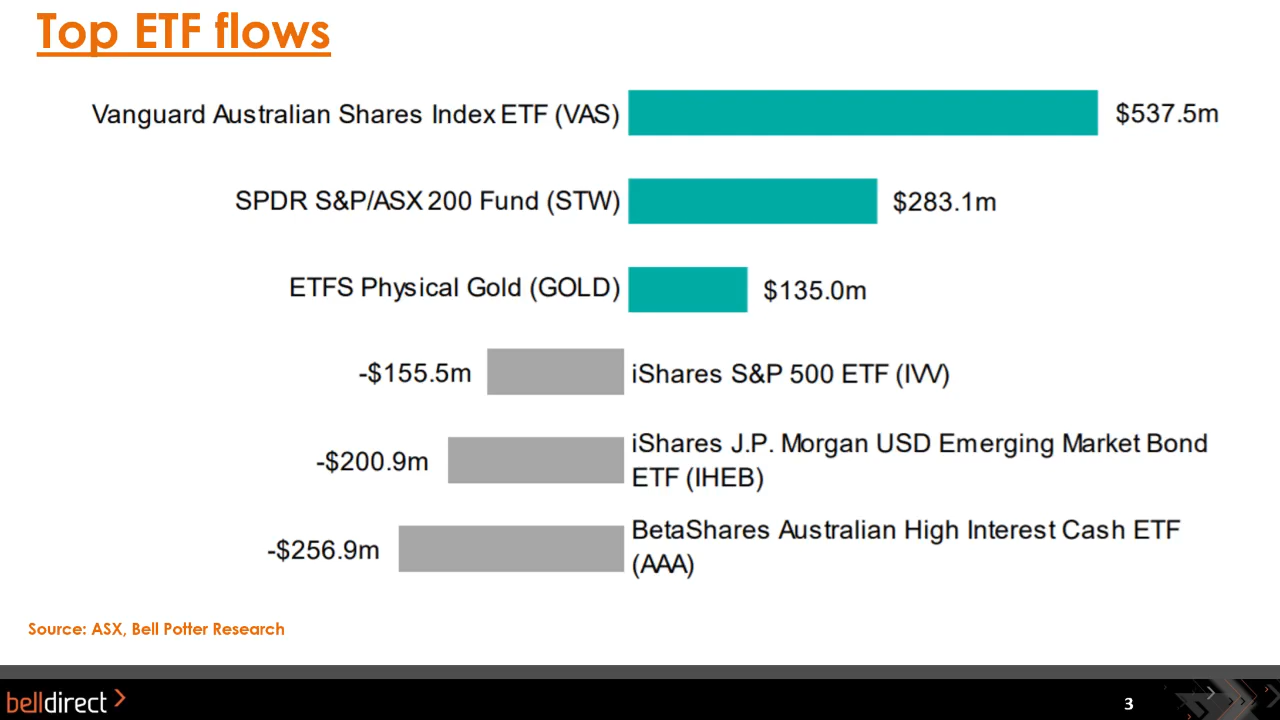 Top ETF flows
Vanguard Australian Shares Index ETF (VAS)
$537.5m
SPDR S&P/ASX 200 Fund (STW)
$283.1m
ETFS Physical Gold (GOLD)
$135.0m
-$155.5m
iShares S&P 500 ETF (IVV)
-$200.9m
iShares J.P. Morgan USD Emerging Market Bond
ETF (IHEB)
-$256.9m
BetaShares Australian High Interest Cash ETF
(AAA)
Source: ASX, Bell Potter Research
belldirect
3